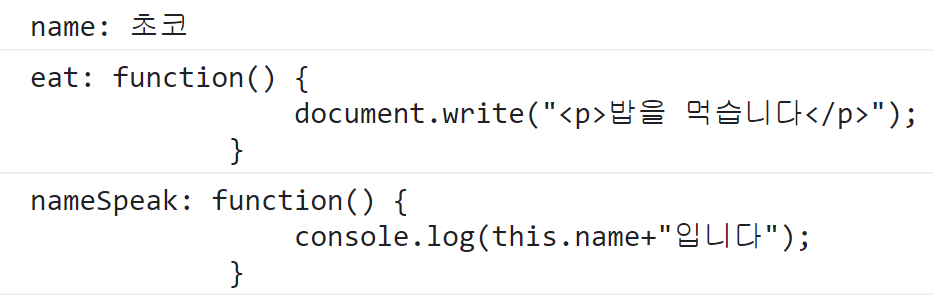 name: 초코
eat: function() {
document.write("<p>밥을 먹습니다</p>");
}
nameSpeak: function() {
console.log(this.name+"입니다");
}